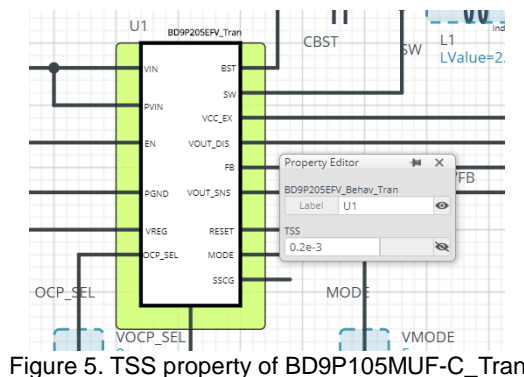 U1
BD9P205EFV_Tran
CBST
SW
L1
LValue=2.
Ind
VIN
BST
PVIN
SW
VCC_EX
EN
VOUT_DIS
FB
PGND
VOUT_SNS
VREG
RESET
OCP_SEL
MODE
SSCG
Property Editor
BD9P205EFV_Behav_Tran
Label
U1
TSS
0.2e-3
/FB
OCP_SEL
MODE
VOCP_SEL
VMODE
Figure 5. TSS property of BD9P105MUF-C_Tran